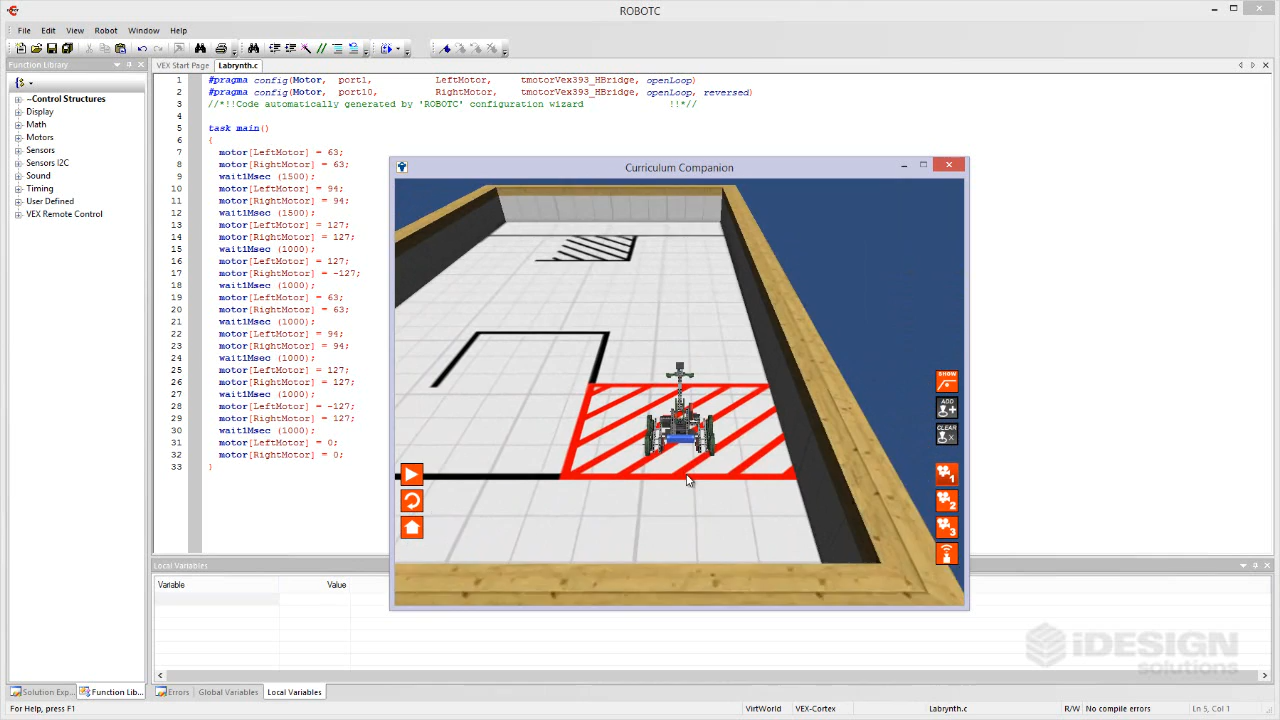 ROBOTC
File Edit View Robot Window Help
Function Library
VEX Start Page Labrynth.c
~Control Structures
Display
Math
Motors
Sensors
Sensors I2C
Sound
Timing
User Defined
VEX Remote Control
1 #pragma config(Motor, port1, LeftMotor, tmotorVex393_HBridge, openLoop)
2 #pragma config(Motor, port10, RightMotor, tmotorVex393_HBridge, openLoop, reversed)
3 //*!!Code automatically generated by 'ROBOTC' configuration wizard !!*//
4
5 task main()
6 {
7 motor[LeftMotor] = 63;
8 motor[RightMotor] = 63;
9 wait1Msec (1500);
10 motor[LeftMotor] = 94;
11 motor[RightMotor] = 94;
12 wait1Msec (1500);
13 motor[LeftMotor] = 127;
14 motor[RightMotor] = 127;
15 wait1Msec (1000);
16 motor[LeftMotor] = 127;
17 motor[RightMotor] = -127;
18 wait1Msec (1000);
19 motor[LeftMotor] = 63;
20 motor[RightMotor] = 63;
21 wait1Msec (1000);
22 motor[LeftMotor] = 94;
23 motor[RightMotor] = 94;
24 wait1Msec (1000);
25 motor[LeftMotor] = 127;
26 motor[RightMotor] = 127;
27 wait1Msec (1000);
28 motor[LeftMotor] = -127;
29 motor[RightMotor] = 127;
30 wait1Msec (1000);
31 motor[LeftMotor] = 0;
32 motor[RightMotor] = 0;
33 }
Curriculum Companion
SHOW
ADD
CLEAR
1
2
3
Local Variables
Variable Value
iDESIGN
solutions
Solution Exp... Function Lib... Errors Global Variables Local Variables
For Help, press F1 VirtWorld VEX-Cortex Labrynth.c R/W No compile errors Ln 5, Col 1